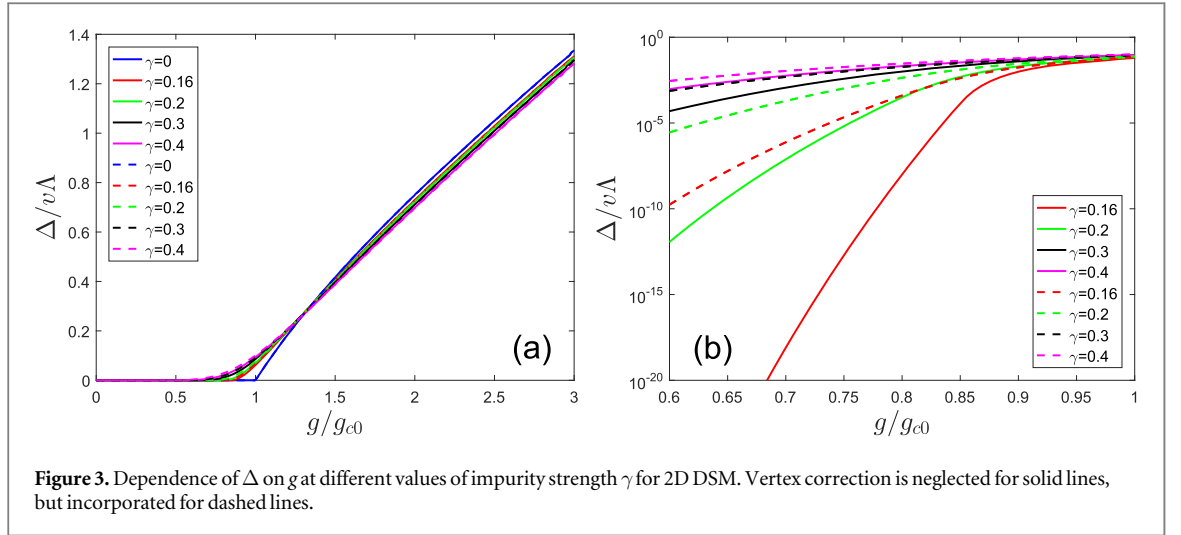 1.4
1.2
1
0.8
0.6
0.4
0.2
0
Δ/vΛ
γ=0
γ=0.16
γ=0.2
γ=0.3
γ=0.4
γ=0
γ=0.16
γ=0.2
γ=0.3
γ=0.4
(a)
0 0.5 1 1.5 2 2.5 3
g/g_{c0}
10^0
10^{-5}
10^{-10}
10^{-15}
10^{-20}
Δ/vΛ
γ=0.16
γ=0.2
γ=0.3
γ=0.4
γ=0.16
γ=0.2
γ=0.3
γ=0.4
(b)
0.6 0.65 0.7 0.75 0.8 0.85 0.9 0.95 1
g/g_{c0}
Figure 3. Dependence of Δ on g at different values of impurity strength γ for 2D DSM. Vertex correction is neglected for solid lines,
but incorporated for dashed lines.